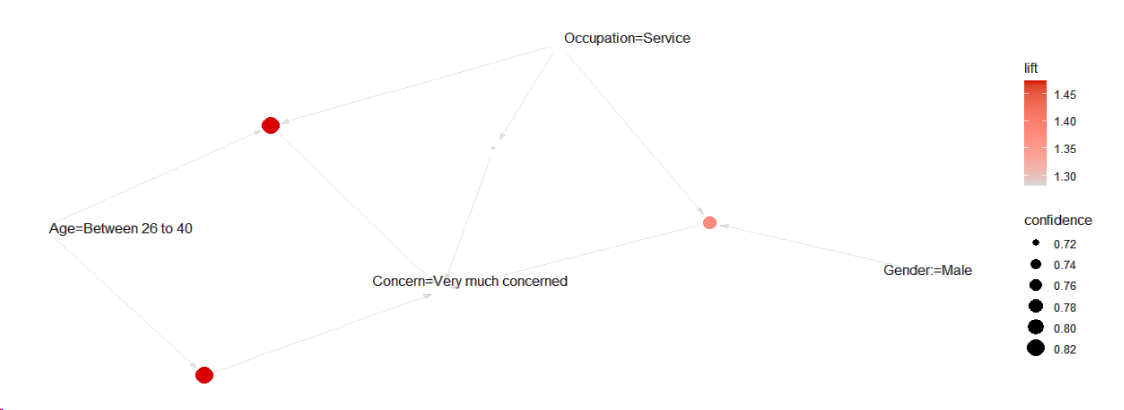 Occupation=Service
Age=Between 26 to 40
Concern=Very much concerned
Gender:=Male
lift
1.45
1.40
1.35
1.30
confidence
0.72
0.74
0.76
0.78
0.80
0.82